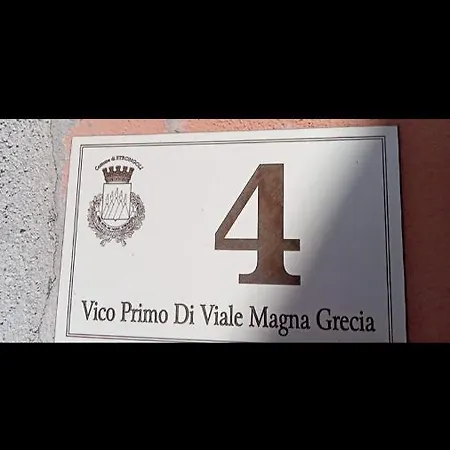 Comune di STRONGOLI
4
Vico Primo Di Viale Magna Grecia